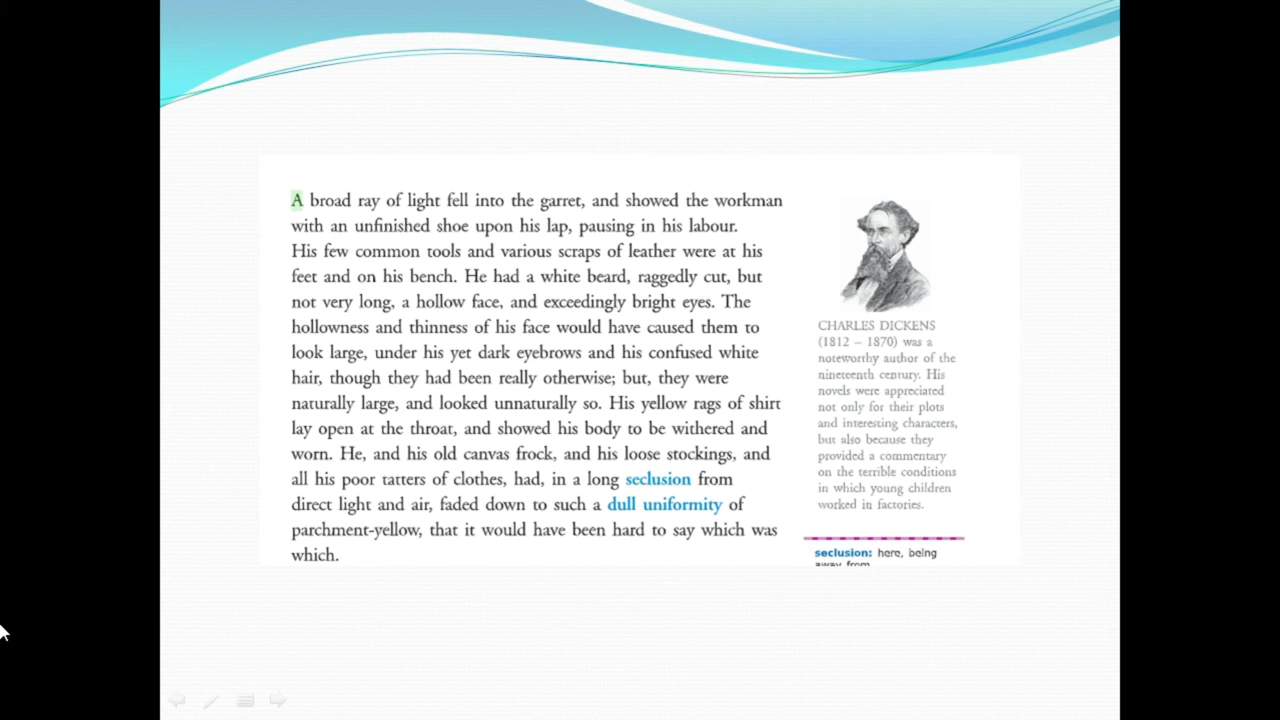 A broad ray of light fell into the garret, and showed the workman
with an unfinished shoe upon his lap, pausing in his labour.
His few common tools and various scraps of leather were at his
feet and on his bench. He had a white beard, raggedly cut, but
not very long, a hollow face, and exceedingly bright eyes. The
hollowness and thinness of his face would have caused them to
look large, under his yet dark eyebrows and his confused white
hair, though they had been really otherwise; but, they were
naturally large, and looked unnaturally so. His yellow rags of shirt
lay open at the throat, and showed his body to be withered and
worn. He, and his old canvas frock, and his loose stockings, and
all his poor tatters of clothes, had, in a long seclusion from
direct light and air, faded down to such a dull uniformity of
parchment-yellow, that it would have been hard to say which was
which.
CHARLES DICKENS
(1812 – 1870) was a
noteworthy author of the
nineteenth century. His
novels were appreciated
not only for their plots
and interesting characters,
but also because they
provided a commentary
on the terrible conditions
in which young children
worked in factories.
seclusion: here, being
away from